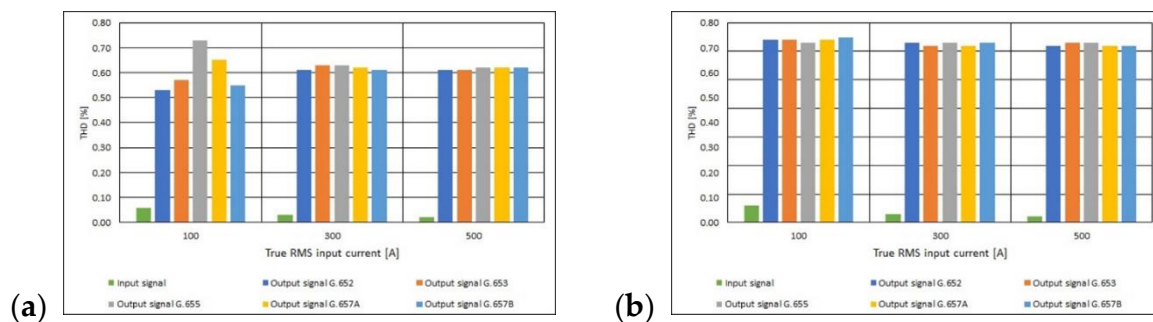 0.80
0.70
0.60
0.50
0.40
0.30
0.20
0.10
0.00
THD [%]
100 300 500
True RMS input current [A]
Input signal Output signal G.652 Output signal G.653
Output signal G.655 Output signal G.657A Output signal G.657B
(a)
0.80
0.70
0.60
0.50
0.40
0.30
0.20
0.10
0.00
THD [%]
100 300 500
True RMS input current [A]
Input signal Output signal G.652 Output signal G.653
Output signal G.655 Output signal G.657A Output signal G.657B
(b)